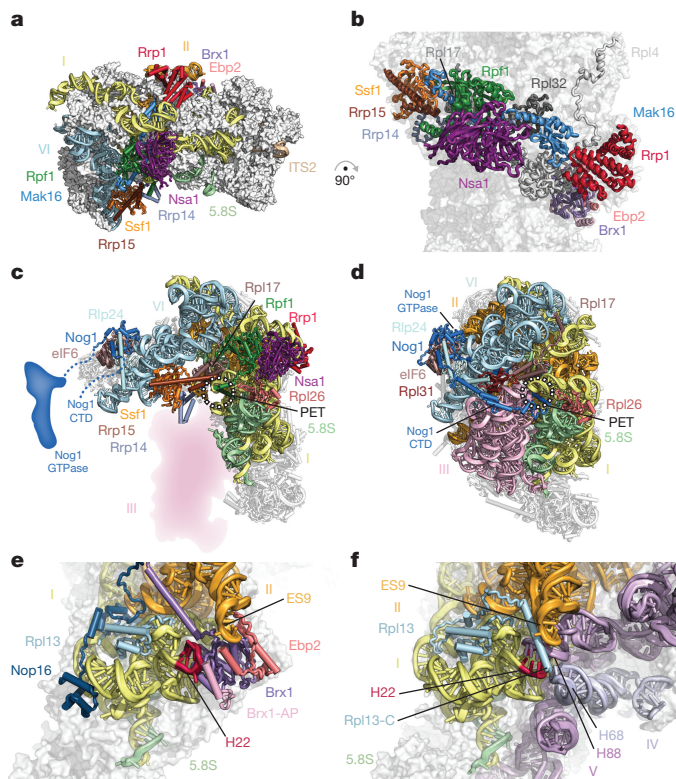 a
I
Rrp1
II
Brx1
Ebp2
VI
Rpf1
Mak16
Ssf1
Rrp15
Rrp14
Nsa1
5.8S
ITS2
90°
b
Rpl17
Rpf1
Rpl32
Rpl4
Ssf1
Rrp15
Rrp14
Mak16
Rrp1
Nsa1
Ebp2
Brx1
c
VI
Rpl17
Rpf1
Rrp1
Rlp24
Nog1
eIF6
Nog1
CTD
Ssf1
Rrp15
Rrp14
Nsa1
Rpl26
PET
5.8S
Nog1
GTPase
III
I
d
VI
Nog1
GTPase
II
Rpl17
Rlp24
Nog1
eIF6
Rpl31
Rpl26
Nog1
CTD
PET
5.8S
III
I
e
I
II
ES9
Rpl13
Nop16
Ebp2
Brx1
Brx1-AP
H22
5.8S
f
ES9
II
Rpl13
I
H22
Rpl13-C
5.8S
H68
IV
H88
V